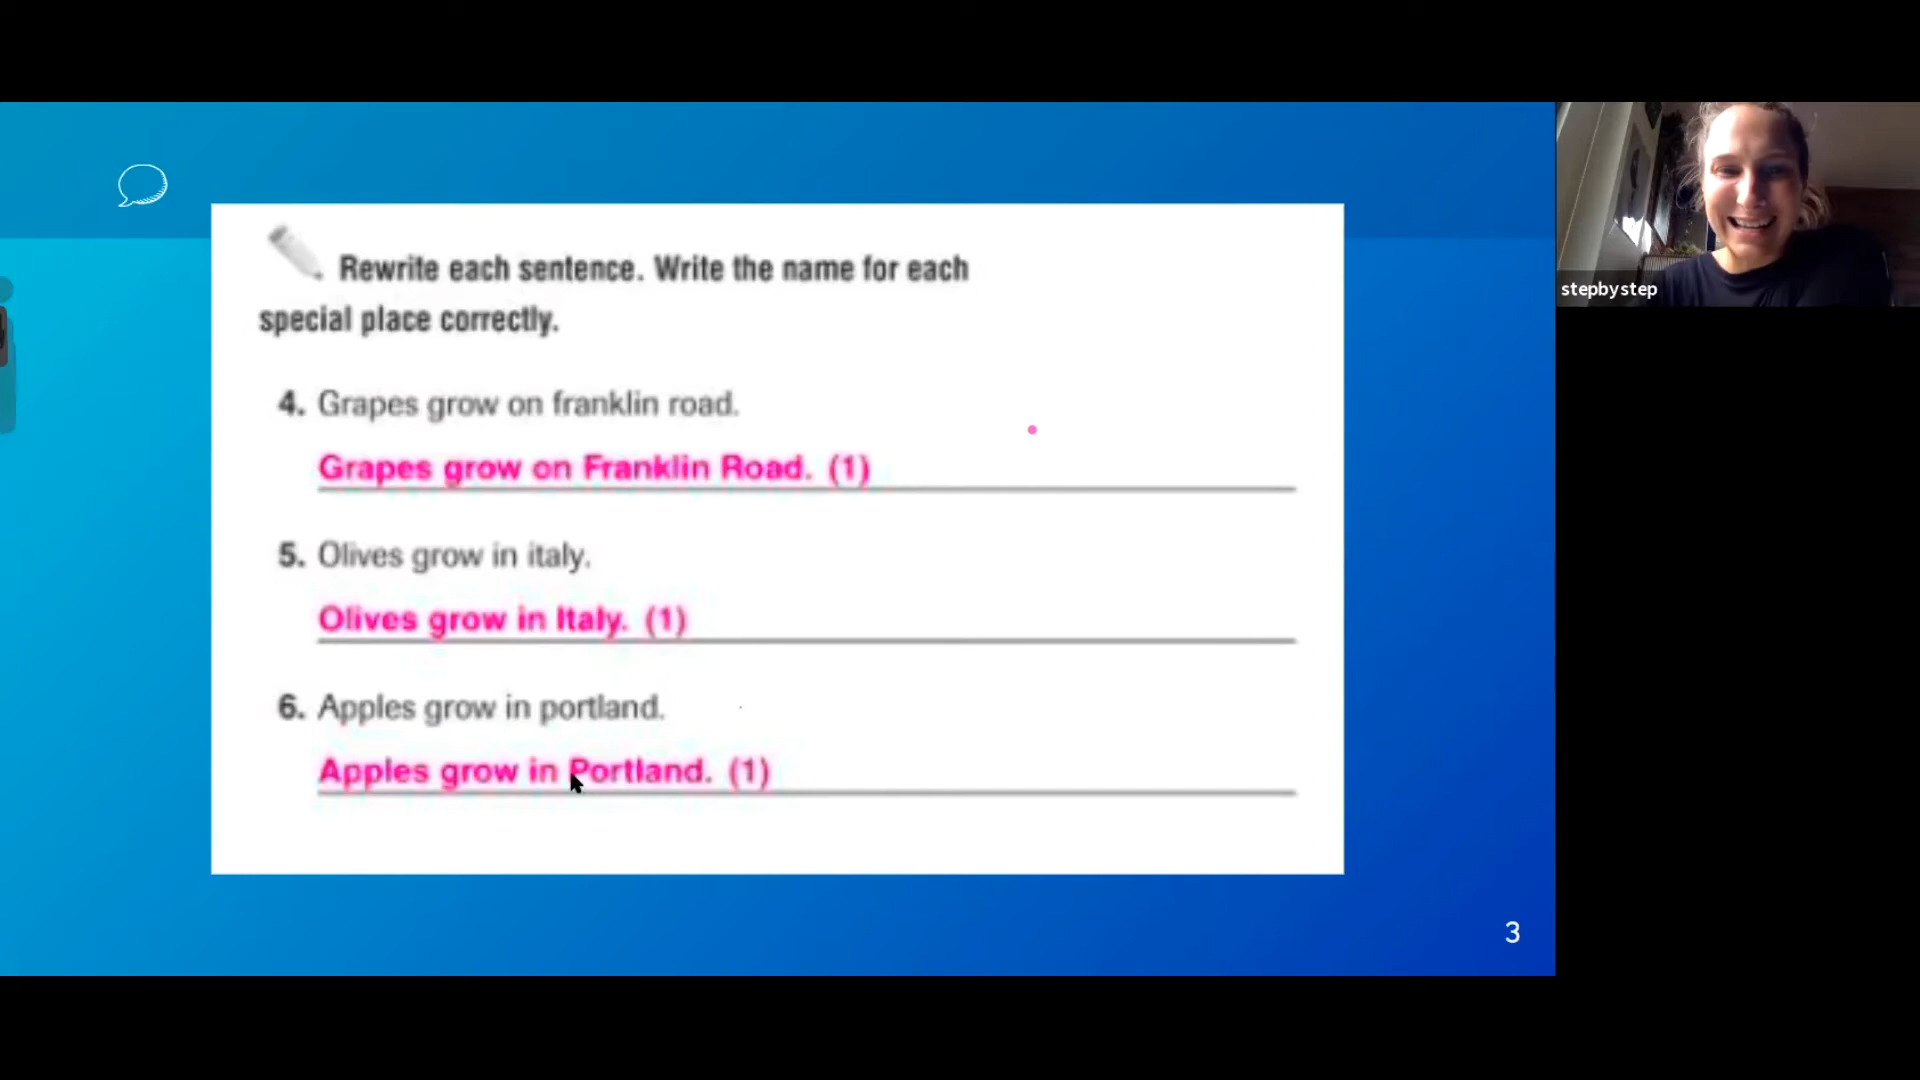 Rewrite each sentence. Write the name for each
special place correctly.
4. Grapes grow on franklin road.
Grapes grow on Franklin Road. (1)
5. Olives grow in italy.
Olives grow in Italy. (1)
6. Apples grow in portland.
Apples grow in Portland. (1)
3
stepbystep